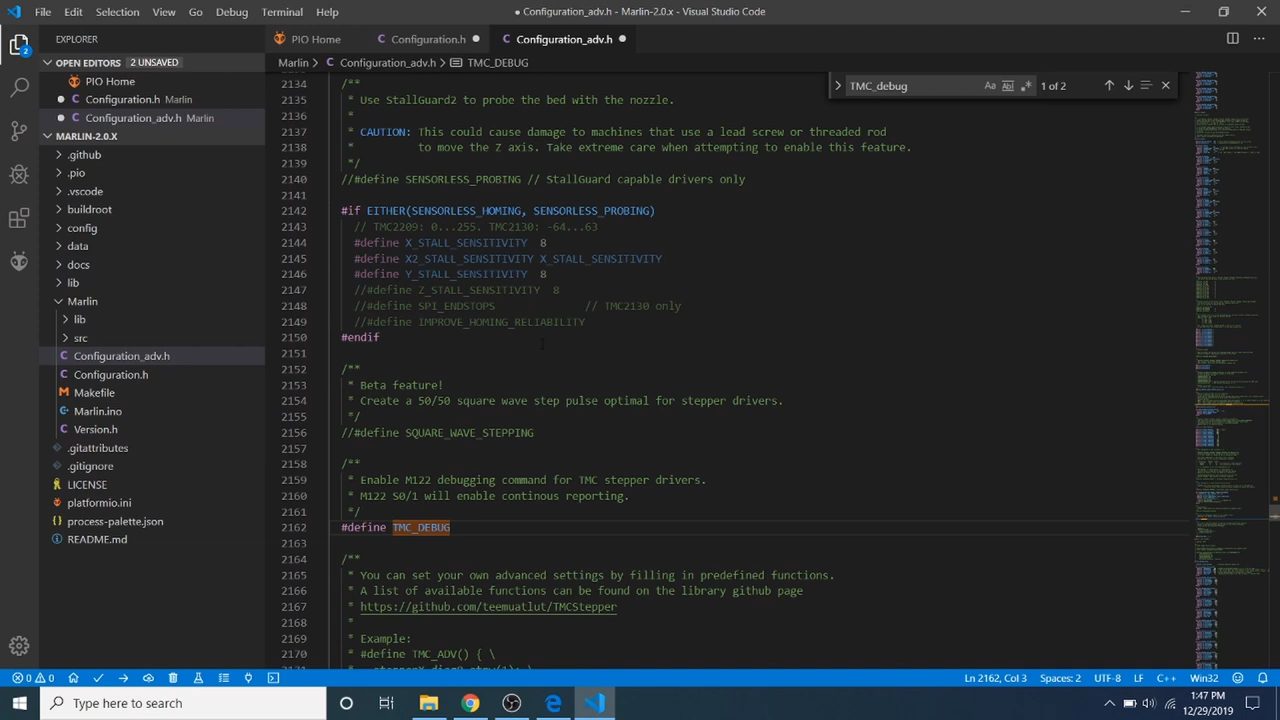 File Edit Selection View Go Debug Terminal Help
● Configuration_adv.h - Marlin-2.0.x - Visual Studio Code
EXPLORER
PIO Home
Configuration.h
Configuration_adv.h
OPEN EDITORS 2 UNSAVED
Marlin > Configuration_adv.h > TMC_DEBUG
2
PIO Home
Configuration.h Marlin
Configuration_adv.h Marlin
MARLIN-2.0.X
.github
.pio
.vscode
buildroot
config
data
docs
lib
Marlin
lib
src
Configuration_adv.h
Configuration.h
Makefile
Marlin.ino
Version.h
.gitattributes
.gitignore
LICENSE
platformio.ini
process-palette.json
README.md
TMC_debug Aa 1 of 2
2134 /**
2135 * Use StallGuard2 to probe the bed with the nozzle.
2136 *
2137 * CAUTION: This could cause damage to machines that use a lead screw or threaded rod
2138 * to move the Z axis. Take extreme care when attempting to enable this feature.
2139 */
2140 //#define SENSORLESS_PROBING // StallGuard capable drivers only
2141
2142 #if EITHER(SENSORLESS_HOMING, SENSORLESS_PROBING)
2143 // TMC2209: 0...255. TMC2130: -64...63
2144 #define X_STALL_SENSITIVITY 8
2145 #define X2_STALL_SENSITIVITY X_STALL_SENSITIVITY
2146 #define Y_STALL_SENSITIVITY 8
2147 //#define Z_STALL_SENSITIVITY 8
2148 //#define SPI_ENDSTOPS // TMC2130 only
2149 //#define IMPROVE_HOMING_RELIABILITY
2150 #endif
2151
2152 /**
2153 * Beta feature!
2154 * Create a 50/50 square wave step pulse optimal for stepper drivers.
2155 */
2156 //#define SQUARE_WAVE_STEPPING
2157
2158 /**
2159 * Enable M122 debugging command for TMC stepper drivers.
2160 * M122 S0/1 will enable continuous reporting.
2161 */
2162 #define TMC_DEBUG
2163
2164 /**
2165 * You can set your own advanced settings by filling in predefined functions.
2166 * A list of available functions can be found on the library github page
2167 * https://github.com/teemuatlut/TMCStepper
2168 *
2169 * Example:
2170 * #define TMC_ADV() { \
2171 * stepperX.diag0_otpw(1); \
0 0 Ln 2162, Col 3 Spaces: 2 UTF-8 LF C++ Win32
Type here to search
1:47 PM
12/29/2019